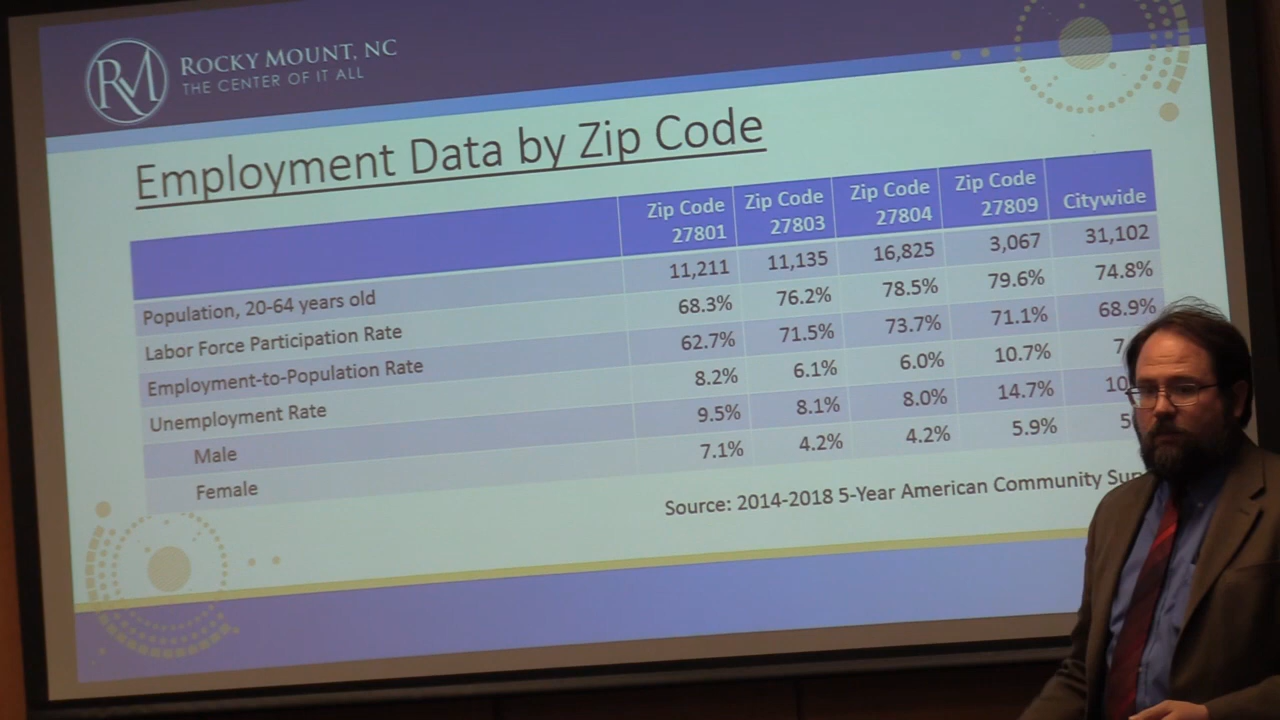 RM ROCKY MOUNT, NC
THE CENTER OF IT ALL
Employment Data by Zip Code
Zip Code 27801 Zip Code 27803 Zip Code 27804 Zip Code 27809 Citywide
Population, 20-64 years old 11,211 11,135 16,825 3,067 31,102
Labor Force Participation Rate 68.3% 76.2% 78.5% 79.6% 74.8%
Employment-to-Population Rate 62.7% 71.5% 73.7% 71.1% 68.9%
Unemployment Rate 8.2% 6.1% 6.0% 10.7%
Male 9.5% 8.1% 8.0% 14.7%
Female 7.1% 4.2% 4.2% 5.9%
Source: 2014-2018 5-Year American Community